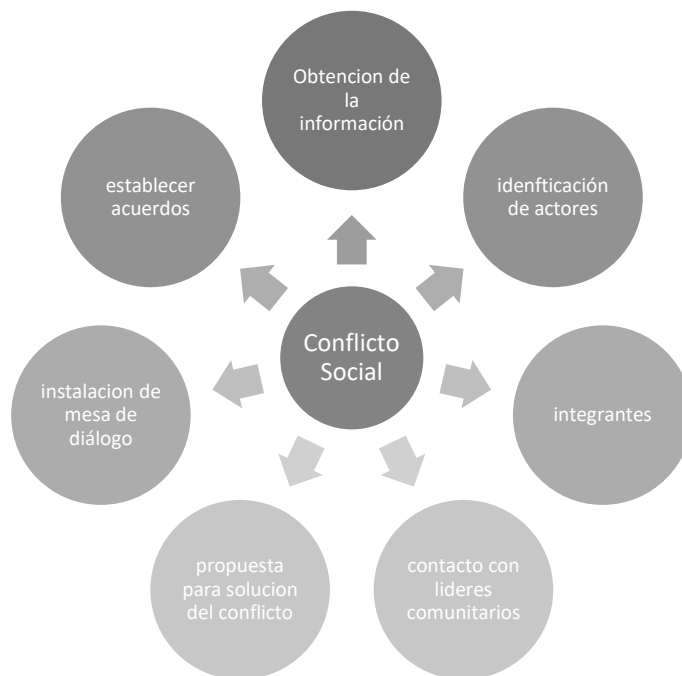 Obtencion de
la
información
idenfticación
de actores
integrantes
contacto con
lideres
comunitarios
propuesta
para solucion
del conflicto
instalacion de
mesa de
diálogo
establecer
acuerdos
Conflicto
Social